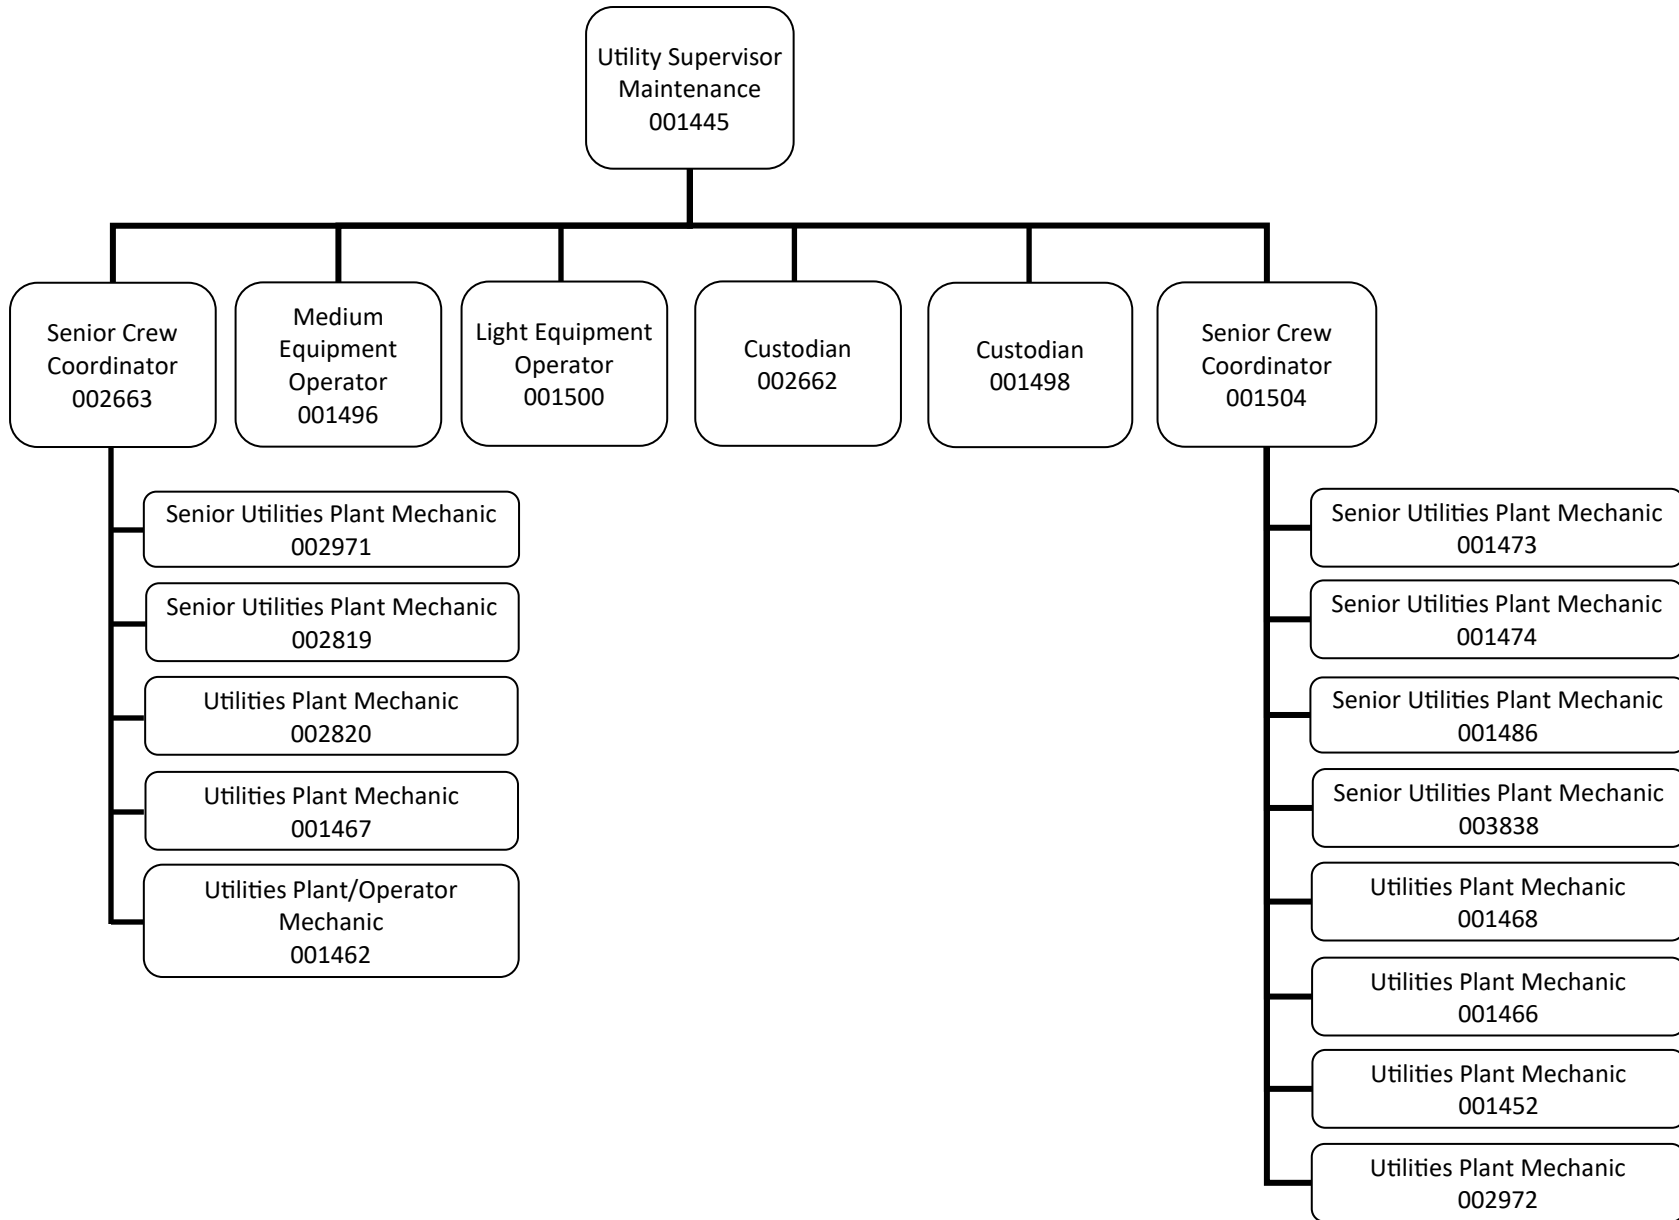 Utility Supervisor
Maintenance
001445
Senior Crew
Coordinator
002663
Medium
Equipment
Operator
001496
Light Equipment
Operator
001500
Custodian
002662
Custodian
001498
Senior Crew
Coordinator
001504
Senior Utilities Plant Mechanic
002971
Senior Utilities Plant Mechanic
002819
Utilities Plant Mechanic
002820
Utilities Plant Mechanic
001467
Utilities Plant/Operator
Mechanic
001462
Senior Utilities Plant Mechanic
001473
Senior Utilities Plant Mechanic
001474
Senior Utilities Plant Mechanic
001486
Senior Utilities Plant Mechanic
003838
Utilities Plant Mechanic
001468
Utilities Plant Mechanic
001466
Utilities Plant Mechanic
001452
Utilities Plant Mechanic
002972